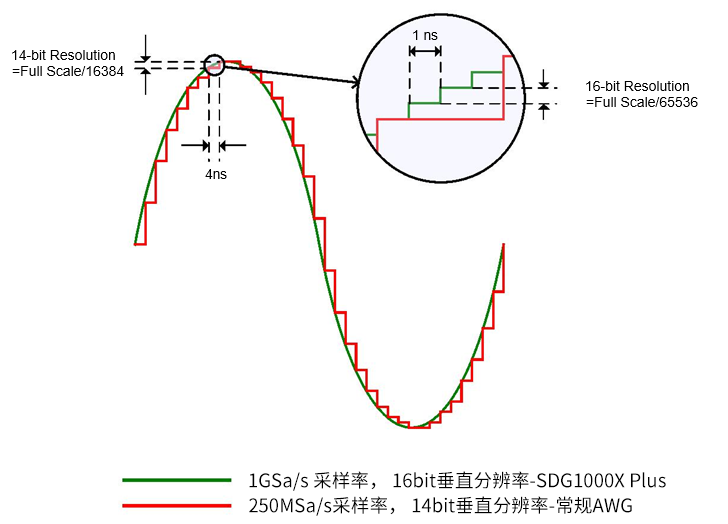 14-bit Resolution
=Full Scale/16384
1 ns
16-bit Resolution
=Full Scale/65536
4ns
1GSa/s 采样率， 16bit垂直分辨率-SDG1000X Plus
250MSa/s采样率， 14bit垂直分辨率-常规AWG